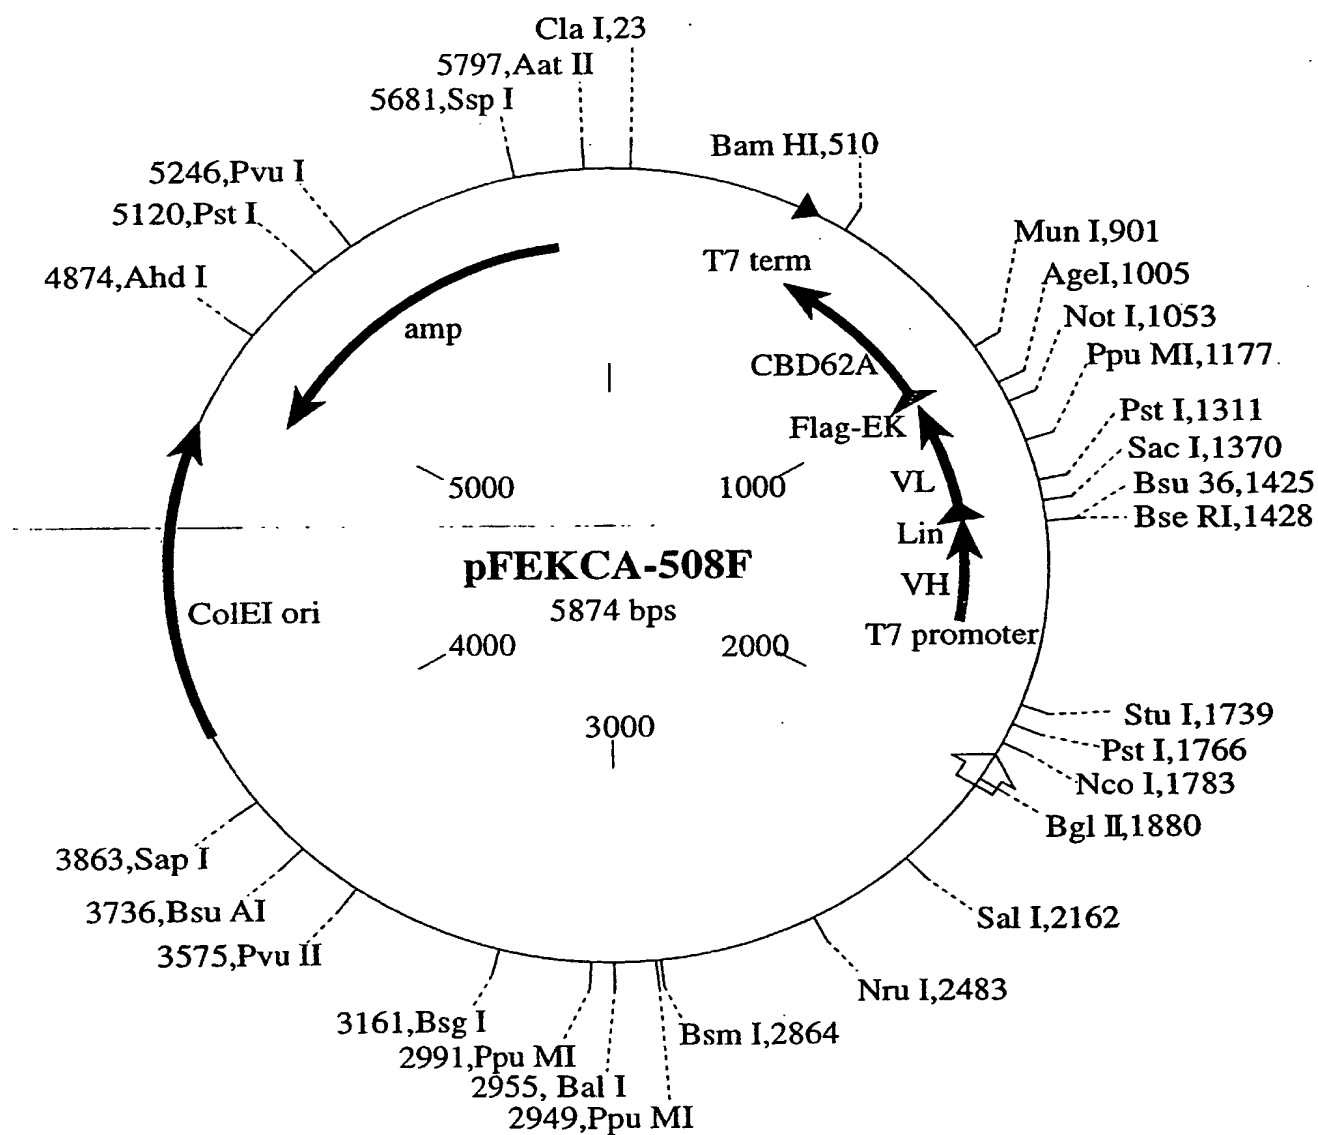 Cla I,23
5797,Aat II
5681,Ssp I
Bam HI,510
5246,Pvu I
5120,Pst I
4874,Ahd I
Mun I,901
AgeI,1005
Not I,1053
Ppu MI,1177
Pst I,1311
Sac I,1370
Bsu 36,1425
Bse RI,1428
T7 term
amp
CBD62A
Flag-EK
VL
Lin
VH
T7 promoter
5000
1000
pFEKCA-508F
5874 bps
ColEI ori
4000
2000
3000
Stu I,1739
Pst I,1766
Nco I,1783
Bgl II,1880
Sal I,2162
Nru I,2483
Bsm I,2864
3863,Sap I
3736,Bsu AI
3575,Pvu II
3161,Bsg I
2991,Ppu MI
2955, Bal I
2949,Ppu MI